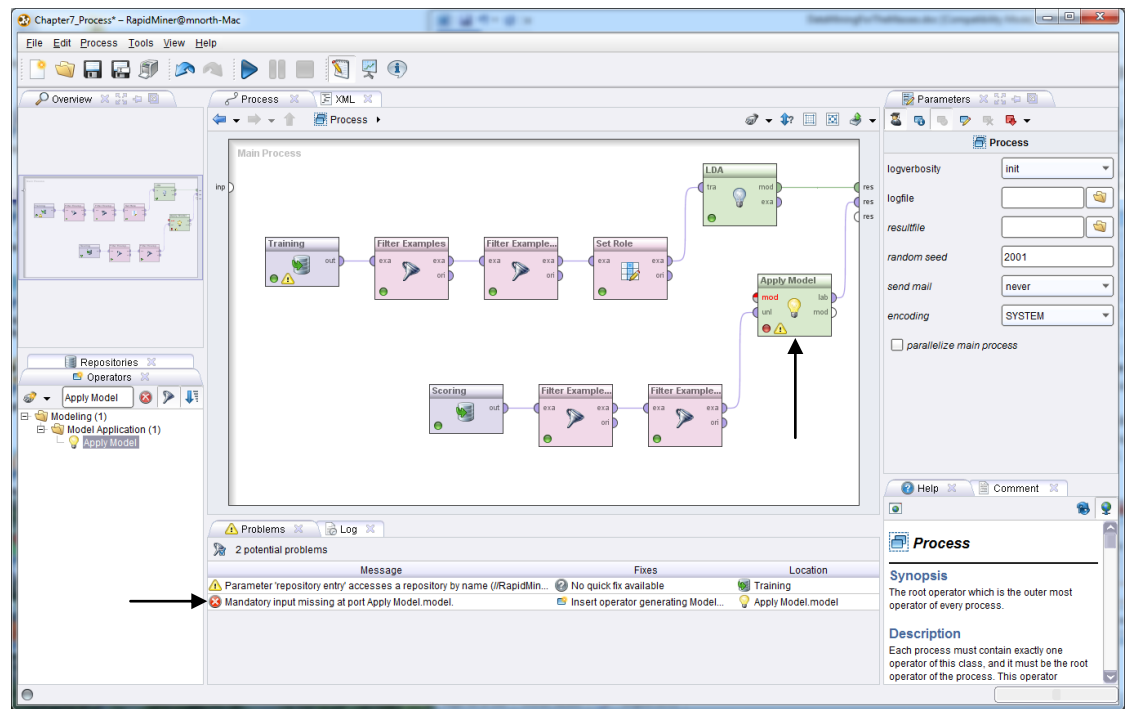 Chapter7_Process* – RapidMiner@mnorth-Mac
File Edit Process Tools View Help
Overview
Process XML
Parameters
Process
Main Process
inp
res
res
res
LDA
tra mod
exa
Training
out
Filter Examples
exa exa
ori
Filter Example...
exa exa
ori
Set Role
exa exa
ori
Apply Model
mod lab
unl mod
Scoring
out
Filter Example...
exa exa
ori
Filter Example...
exa exa
ori
Process
logverbosity init
logfile
resultfile
random seed 2001
send mail never
encoding SYSTEM
parallelize main process
Repositories
Operators
Apply Model
Modeling (1)
Model Application (1)
Apply Model
Problems Log
2 potential problems
Message Fixes Location
Parameter 'repository entry' accesses a repository by name (//RapidMin... No quick fix available Training
Mandatory input missing at port Apply Model.model. Insert operator generating Model... Apply Model.model
Help Comment
Process
Synopsis
The root operator which is the outer most
operator of every process.
Description
Each process must contain exactly one
operator of this class, and it must be the root
operator of the process. This operator